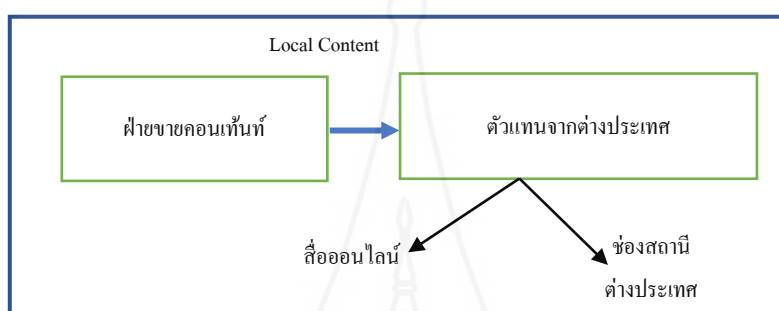 Local Content
ฝ่ายขายคอนเท้นท์
ตัวแทนจากต่างประเทศ
สื่อออนไลน์
ช่องสถานี
ต่างประเทศ